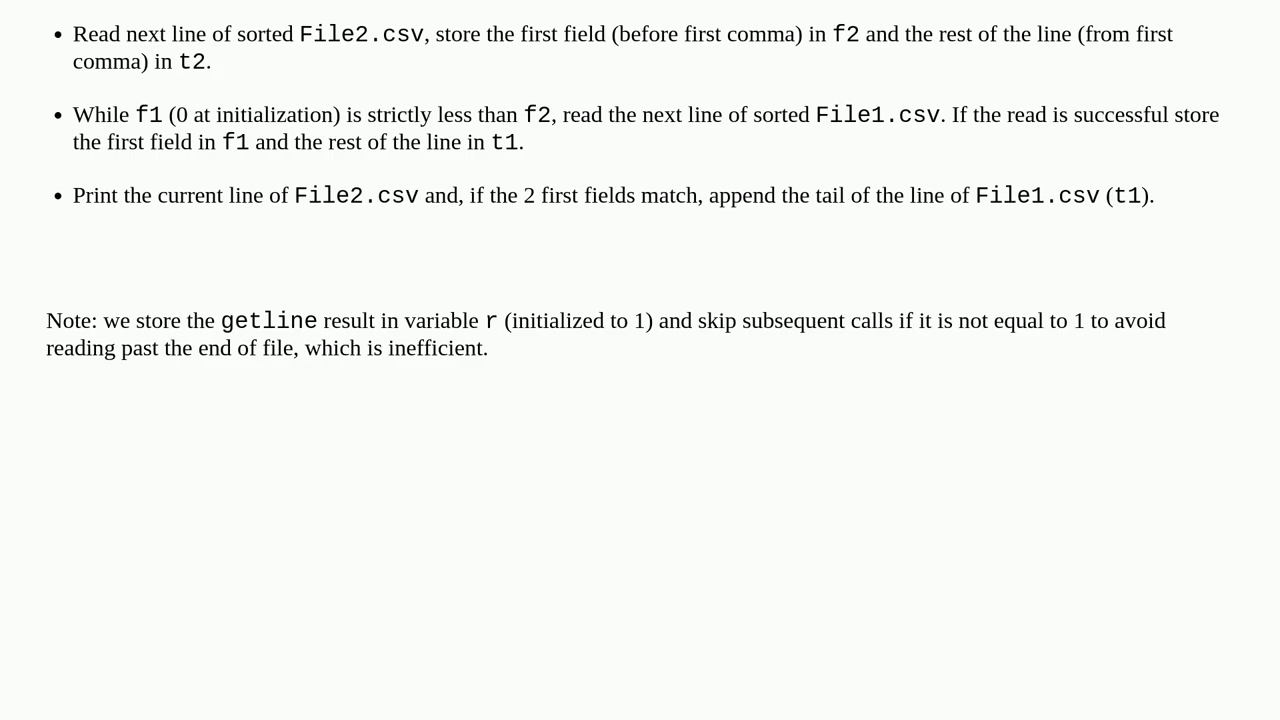 • Read next line of sorted File2.csv, store the first field (before first comma) in f2 and the rest of the line (from first
comma) in t2.
• While f1 (0 at initialization) is strictly less than f2, read the next line of sorted File1.csv. If the read is successful store
the first field in f1 and the rest of the line in t1.
• Print the current line of File2.csv and, if the 2 first fields match, append the tail of the line of File1.csv (t1).
Note: we store the getline result in variable r (initialized to 1) and skip subsequent calls if it is not equal to 1 to avoid
reading past the end of file, which is inefficient.